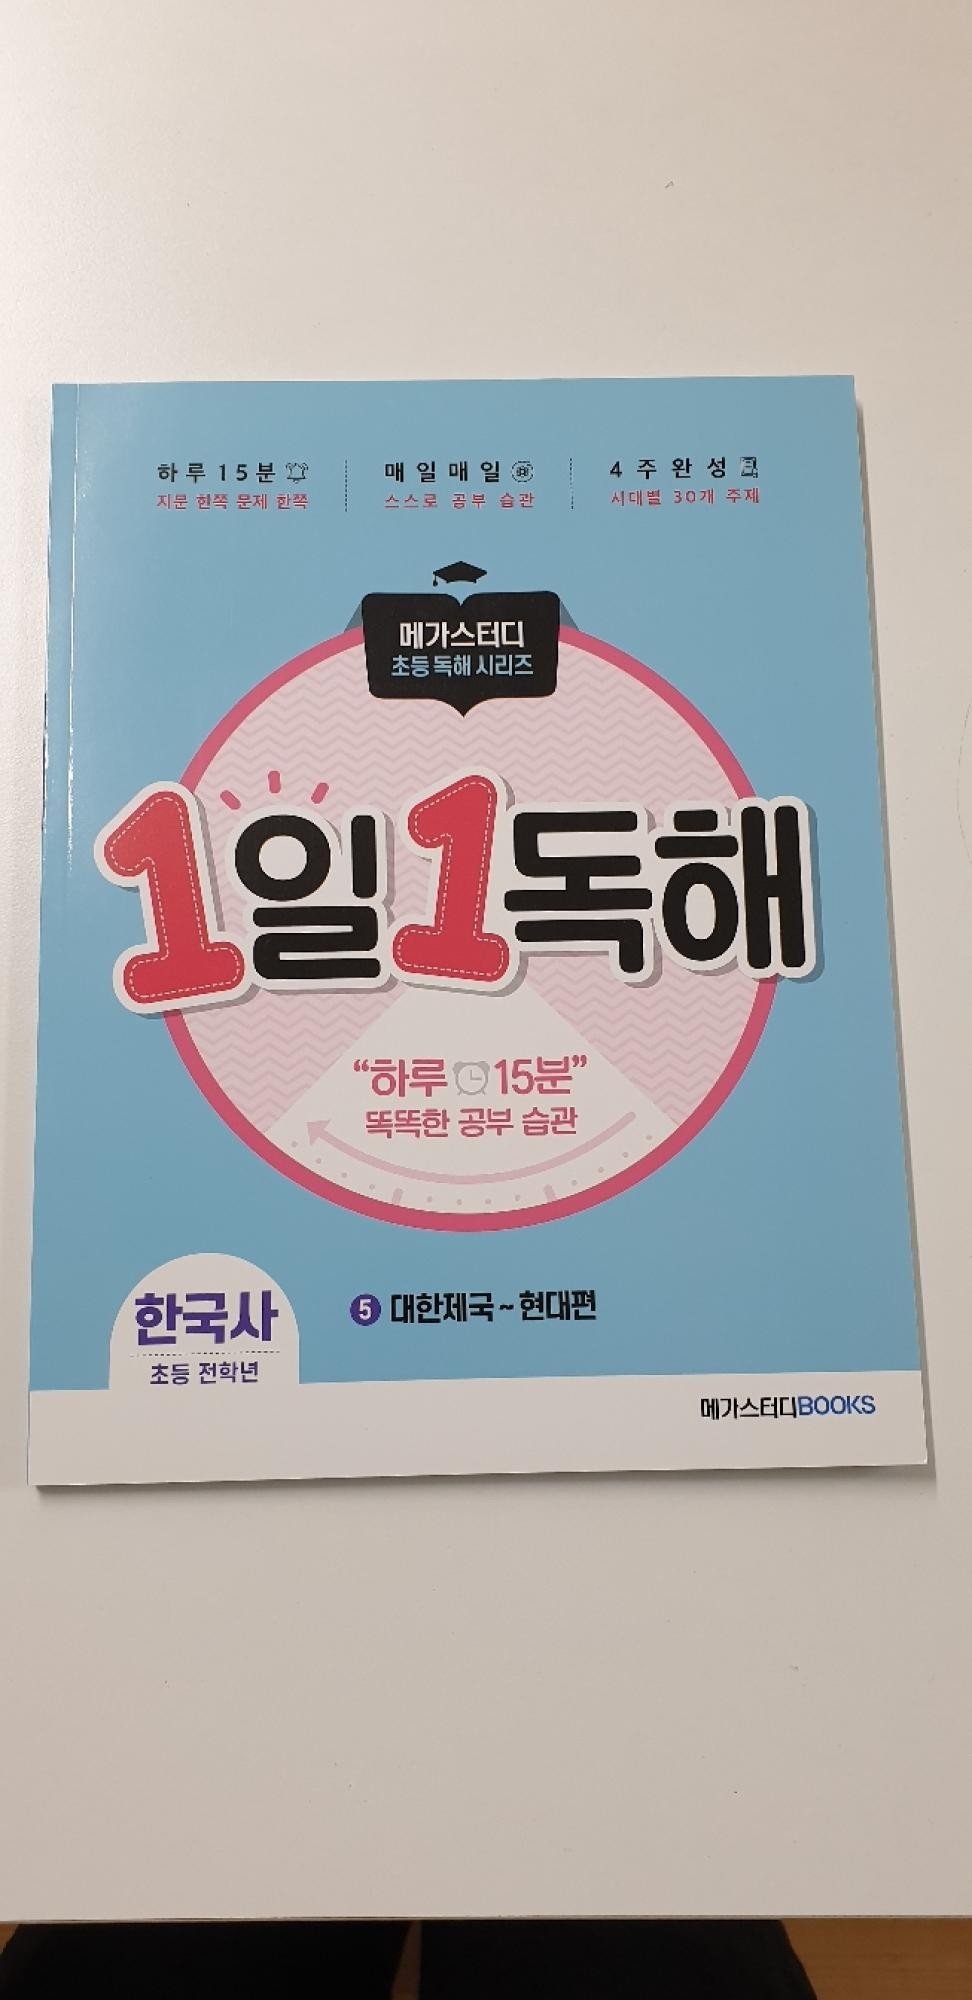 하루15분
지문 한쪽 문제 한쪽
매일매일
스스로 공부 습관
4주완성
시대별 30개 주제
메가스터디
초등 독해 시리즈
1일1독해
“하루 15분”
똑똑한 공부 습관
한국사
초등 전학년
5 대한제국~현대편
메가스터디BOOKS